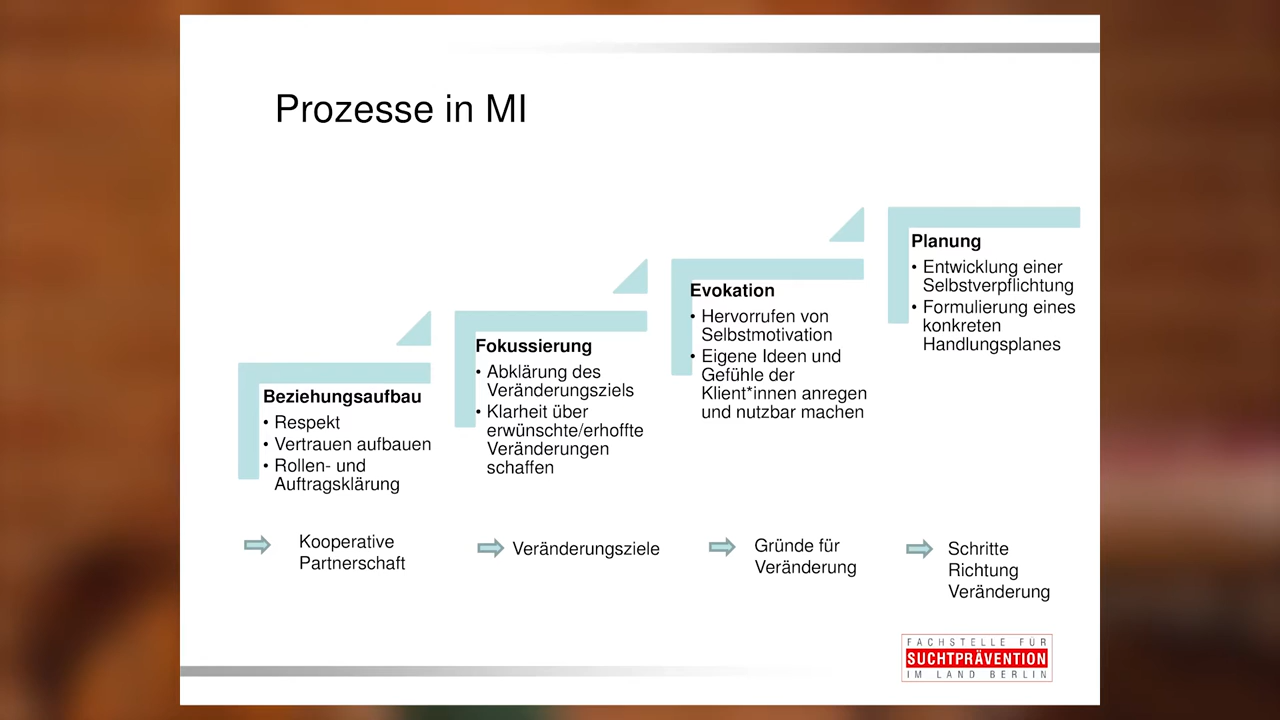 Prozesse in MI
Beziehungsaufbau
• Respekt
• Vertrauen aufbauen
• Rollen- und
Auftragsklärung
Fokussierung
• Abklärung des
Veränderungsziels
• Klarheit über
erwünschte/erhoffte
Veränderungen
schaffen
Evokation
• Hervorrufen von
Selbstmotivation
• Eigene Ideen und
Gefühle der
Klient*innen anregen
und nutzbar machen
Planung
• Entwicklung einer
Selbstverpflichtung
• Formulierung eines
konkreten
Handlungsplanes
Kooperative
Partnerschaft
Veränderungsziele
Gründe für
Veränderung
Schritte
Richtung
Veränderung
FACHSTELLE FÜR
SUCHTPRÄVENTION
IM LAND BERLIN